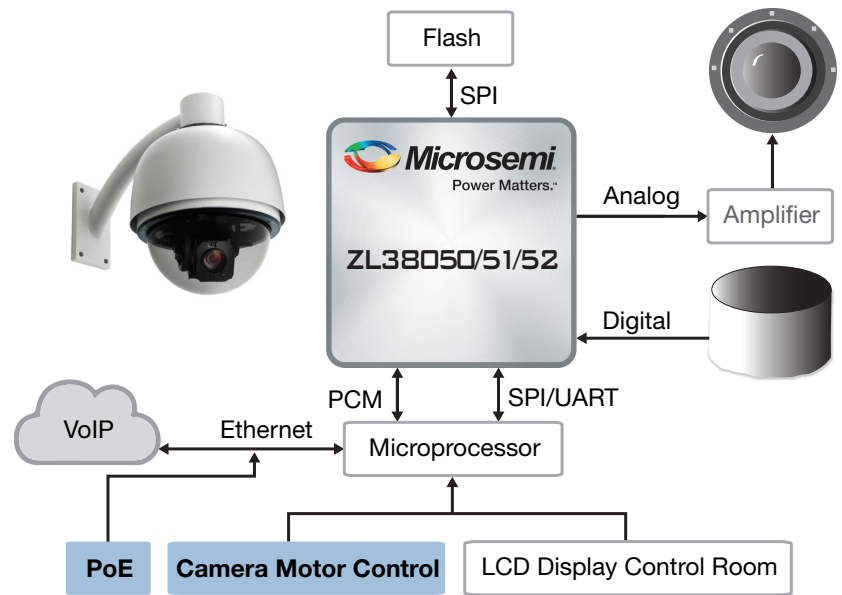 Flash
SPI
Microsemi.
Power Matters.™
ZL38050/51/52
Analog
Amplifier
Digital
PCM
SPI/UART
VoIP
Ethernet
Microprocessor
PoE
Camera Motor Control
LCD Display Control Room